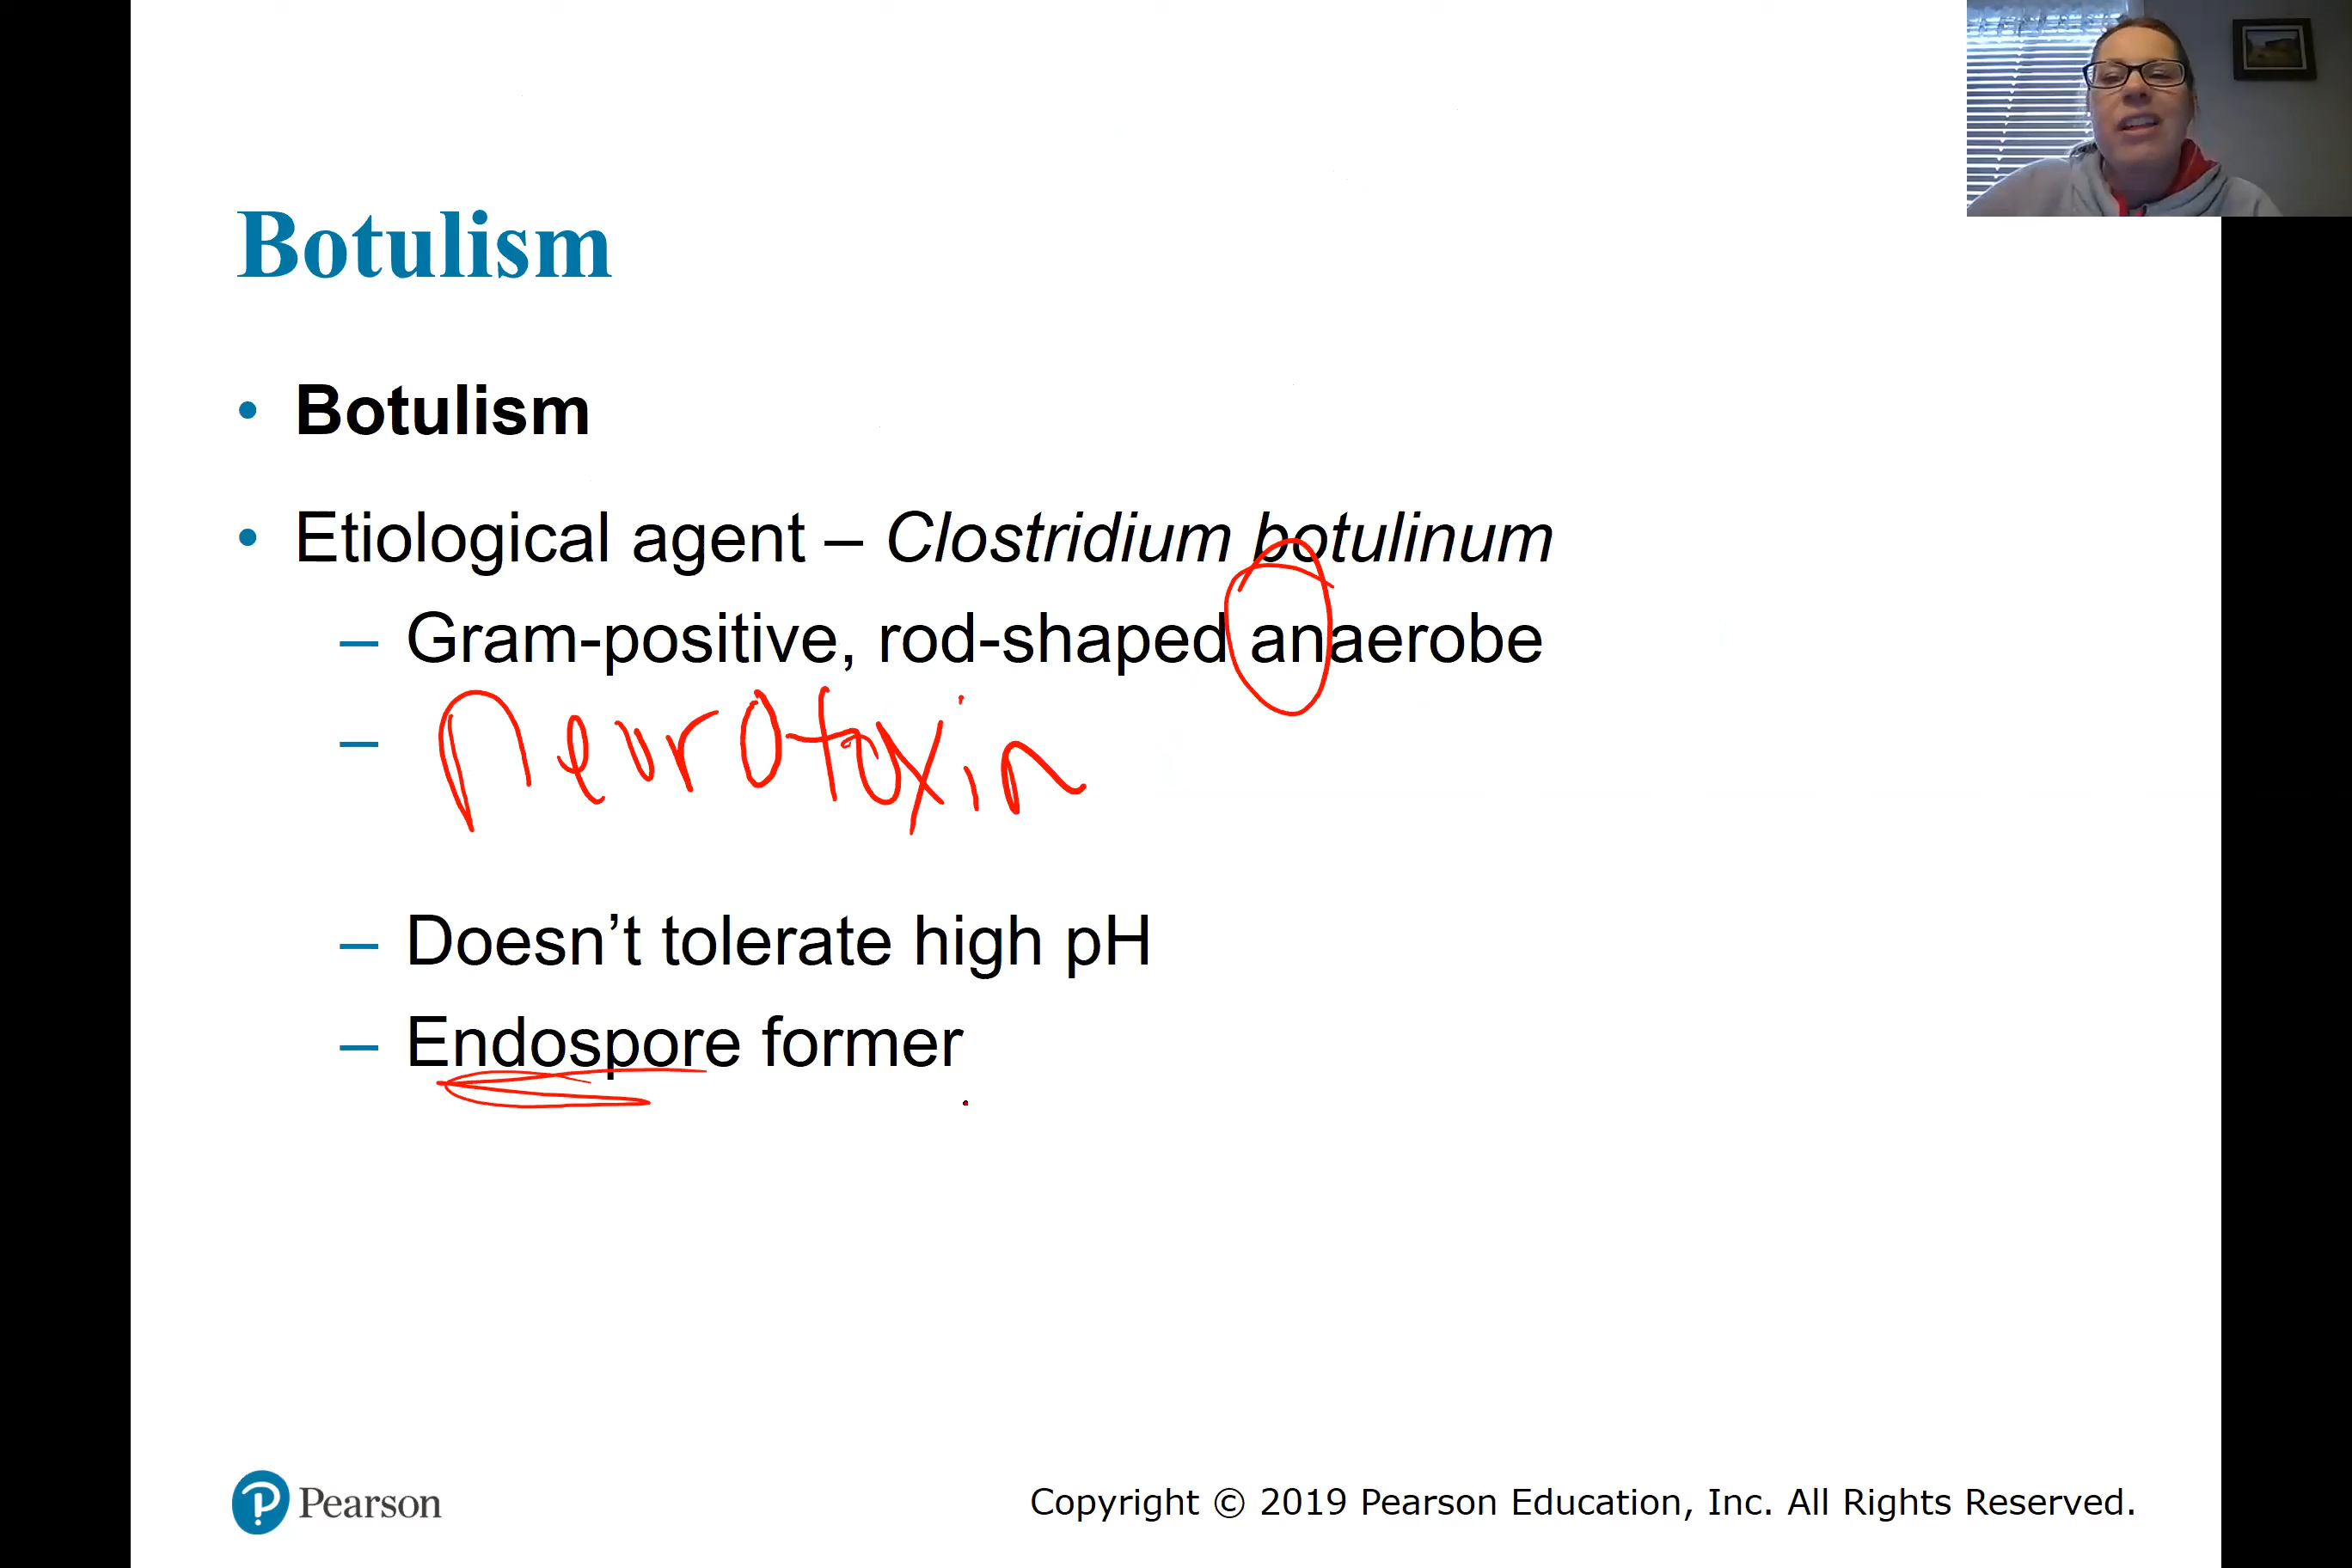 Botulism
• Botulism
• Etiological agent – Clostridium botulinum
– Gram-positive, rod-shaped anaerobe
– neurotoxin
– Doesn’t tolerate high pH
– Endospore former
Pearson
Copyright © 2019 Pearson Education, Inc. All Rights Reserved.